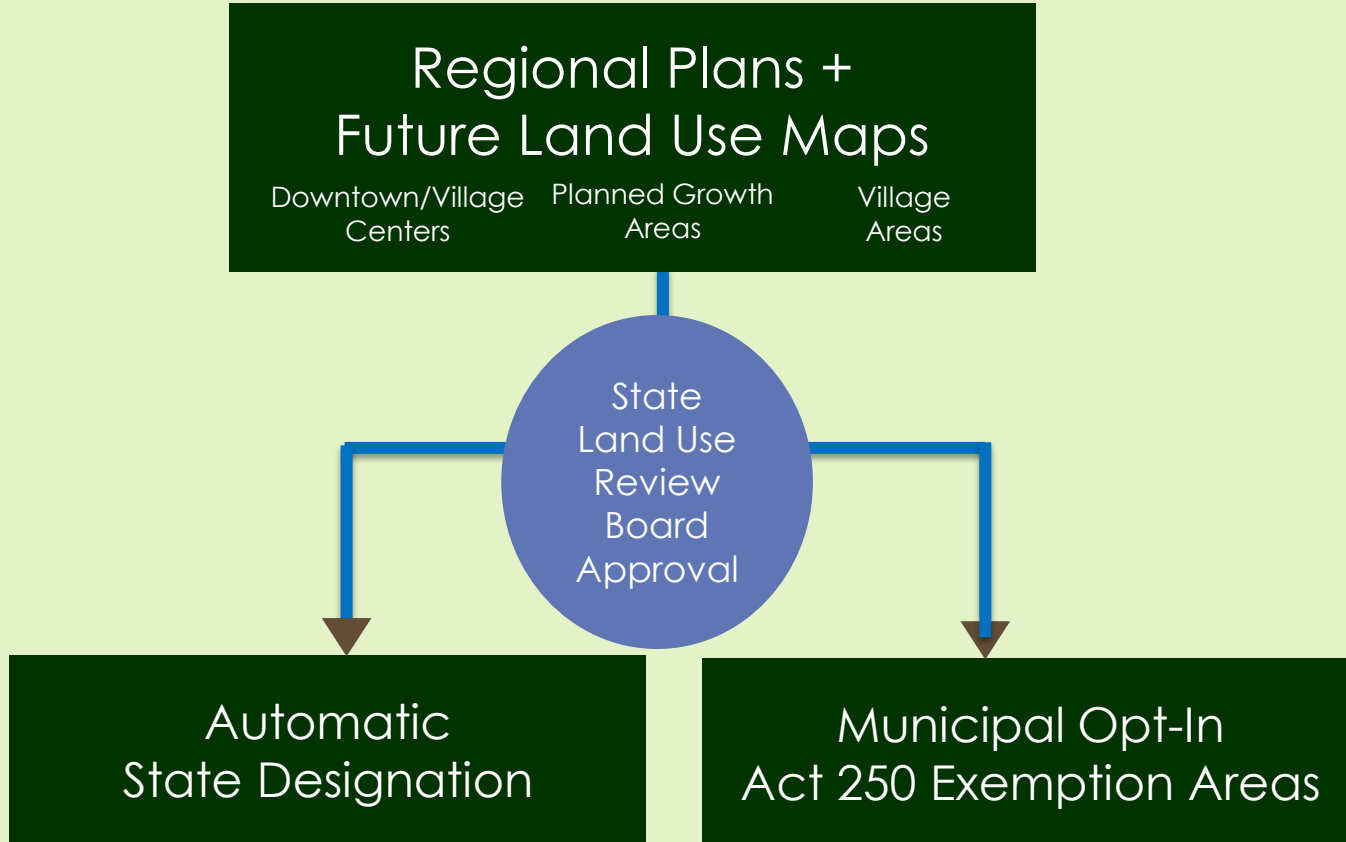 Regional Plans +
Future Land Use Maps
Downtown/Village
Centers
Planned Growth
Areas
Village
Areas
State
Land Use
Review
Board
Approval
Automatic
State Designation
Municipal Opt-In
Act 250 Exemption Areas